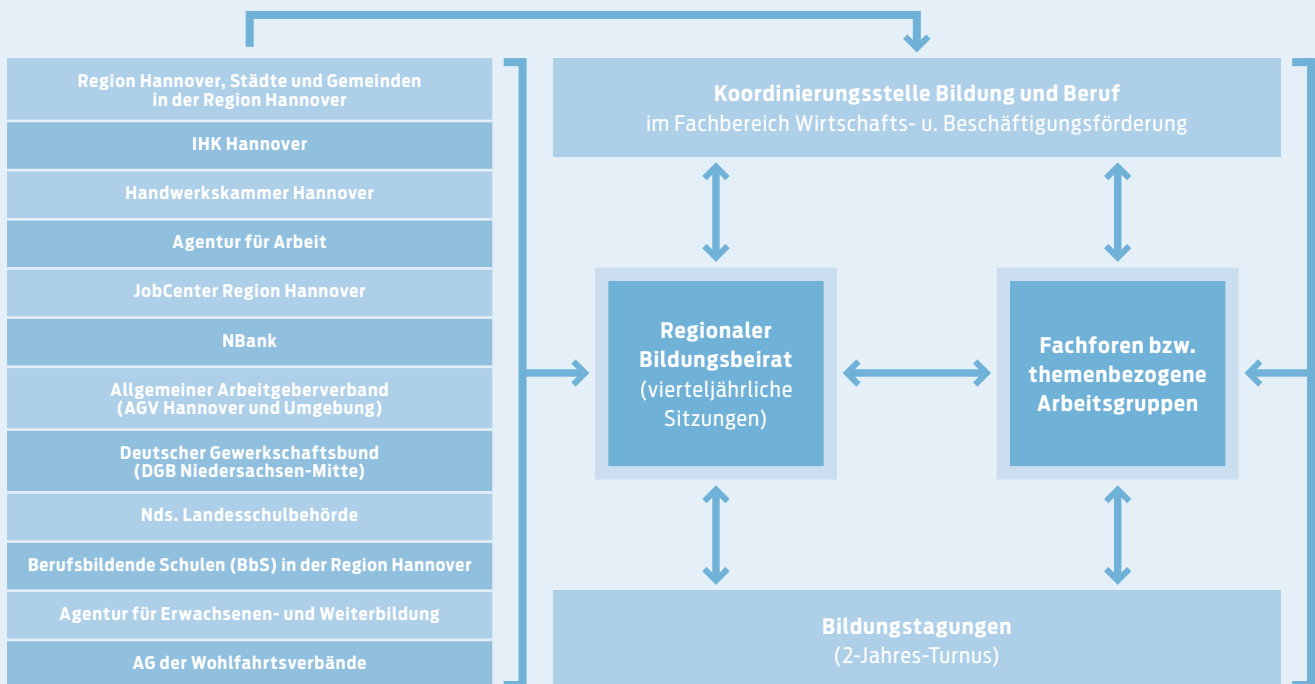 Region Hannover, Städte und Gemeinden
in der Region Hannover
IHK Hannover
Handwerkskammer Hannover
Agentur für Arbeit
JobCenter Region Hannover
NBank
Allgemeiner Arbeitgeberverband
(AGV Hannover und Umgebung)
Deutscher Gewerkschaftsbund
(DGB Niedersachsen-Mitte)
Nds. Landesschulbehörde
Berufsbildende Schulen (BbS) in der Region Hannover
Agentur für Erwachsenen- und Weiterbildung
AG der Wohlfahrtsverbände
Koordinierungsstelle Bildung und Beruf
im Fachbereich Wirtschafts- u. Beschäftigungsförderung
Regionaler
Bildungsbeirat
(vierteljährliche
Sitzungen)
Fachforen bzw.
themenbezogene
Arbeitsgruppen
Bildungstagungen
(2-Jahres-Turnus)